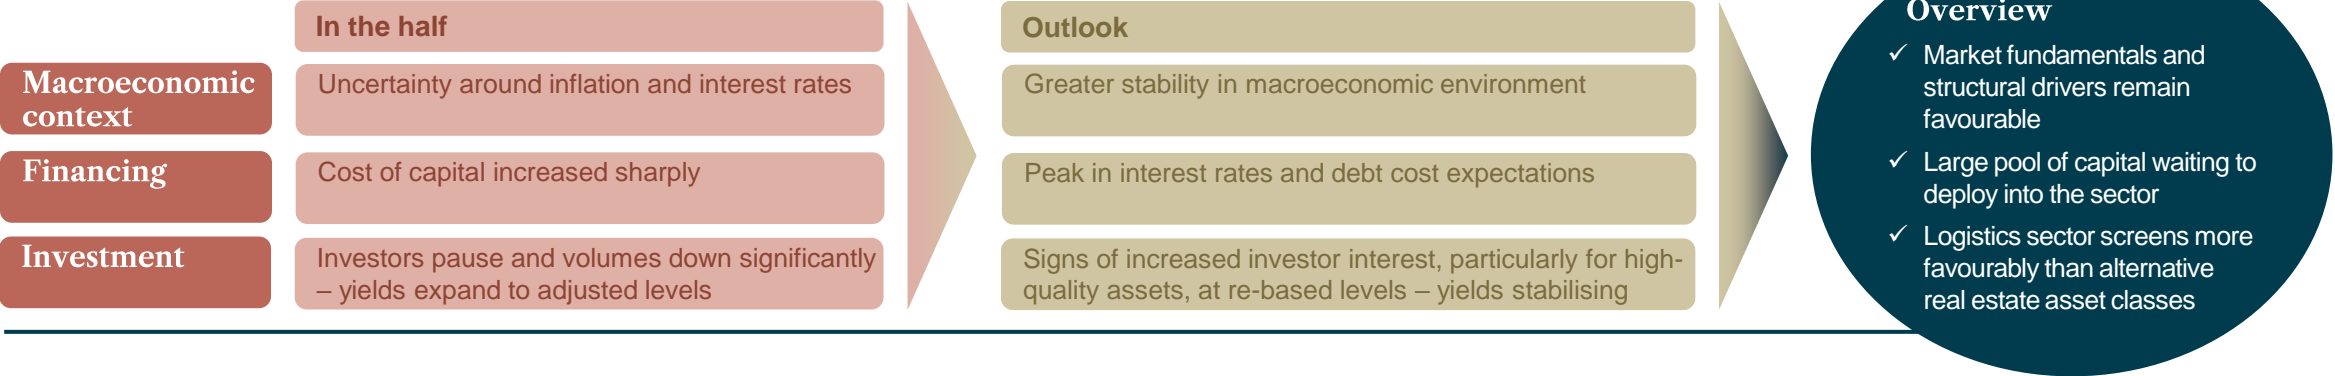 In the half
Outlook
Macroeconomic
context
Uncertainty around inflation and interest rates
Greater stability in macroeconomic environment
Financing
Cost of capital increased sharply
Peak in interest rates and debt cost expectations
Investment
Investors pause and volumes down significantly
– yields expand to adjusted levels
Signs of increased investor interest, particularly for high-
quality assets, at re-based levels – yields stabilising
Overview
✓ Market fundamentals and
structural drivers remain
favourable
✓ Large pool of capital waiting to
deploy into the sector
✓ Logistics sector screens more
favourably than alternative
real estate asset classes